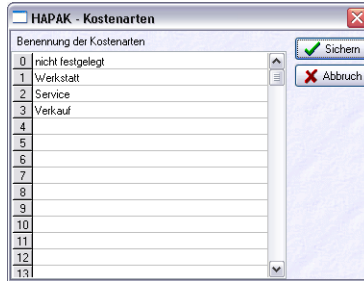 HAPAK - Kostenarten
Benennung der Kostenarten
0 nicht festgelegt
1 Werkstatt
2 Service
3 Verkauf
4
5
6
7
8
9
10
11
12
13
Sichern
Abbruch